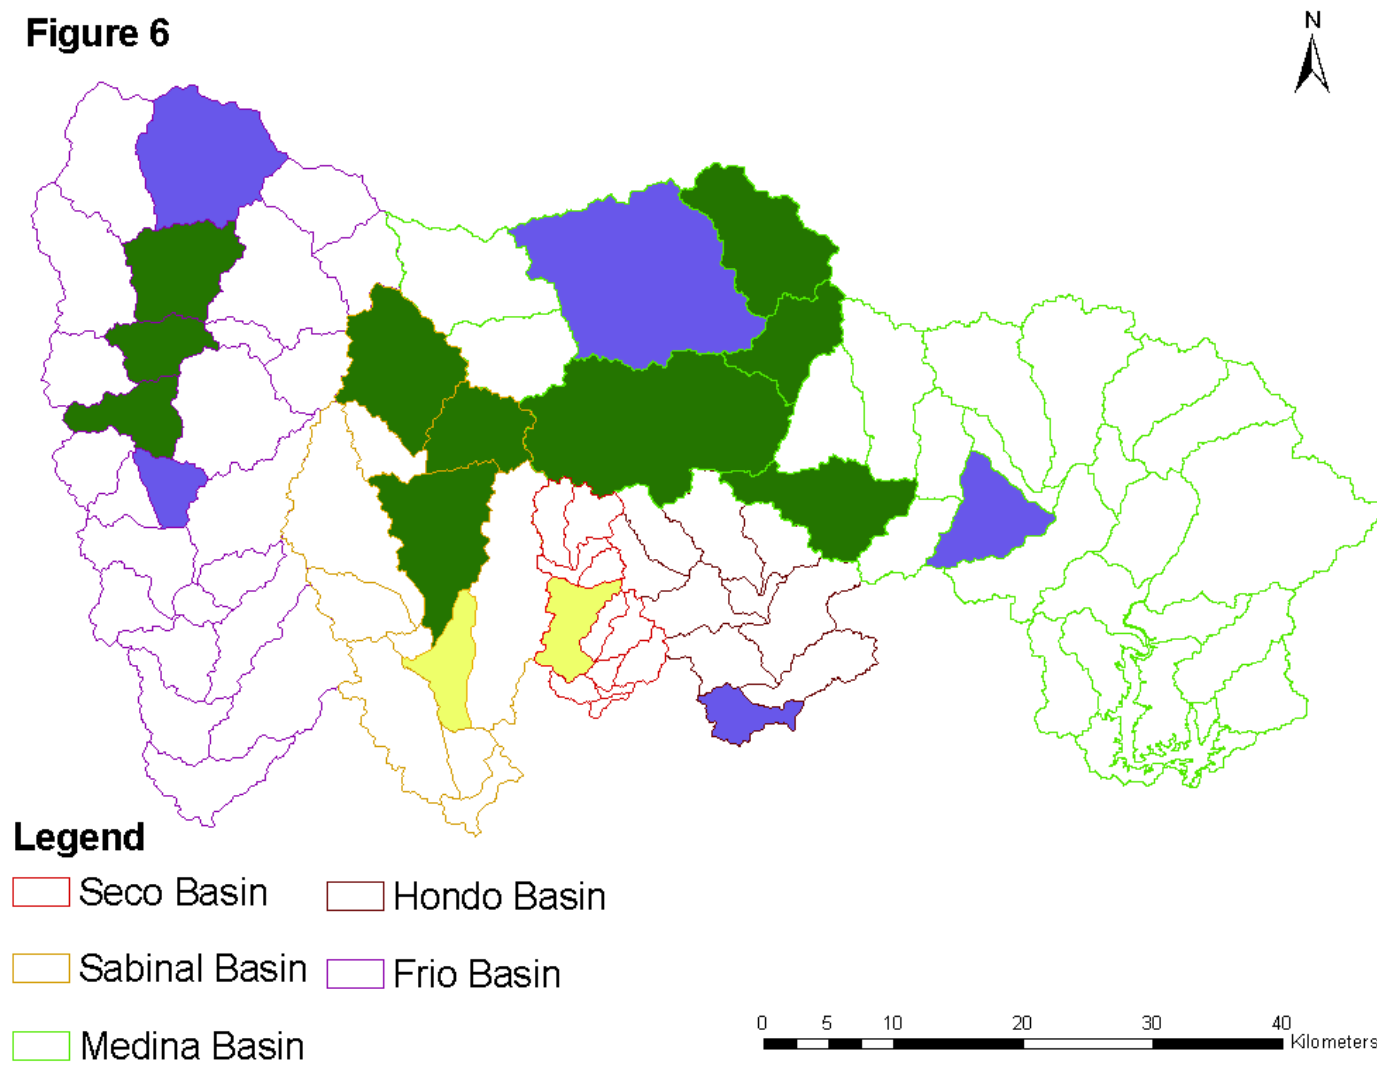 Figure 6
N
Legend
Seco Basin
Hondo Basin
Sabinal Basin
Frio Basin
Medina Basin
0 5 10 20 30 40
Kilometers